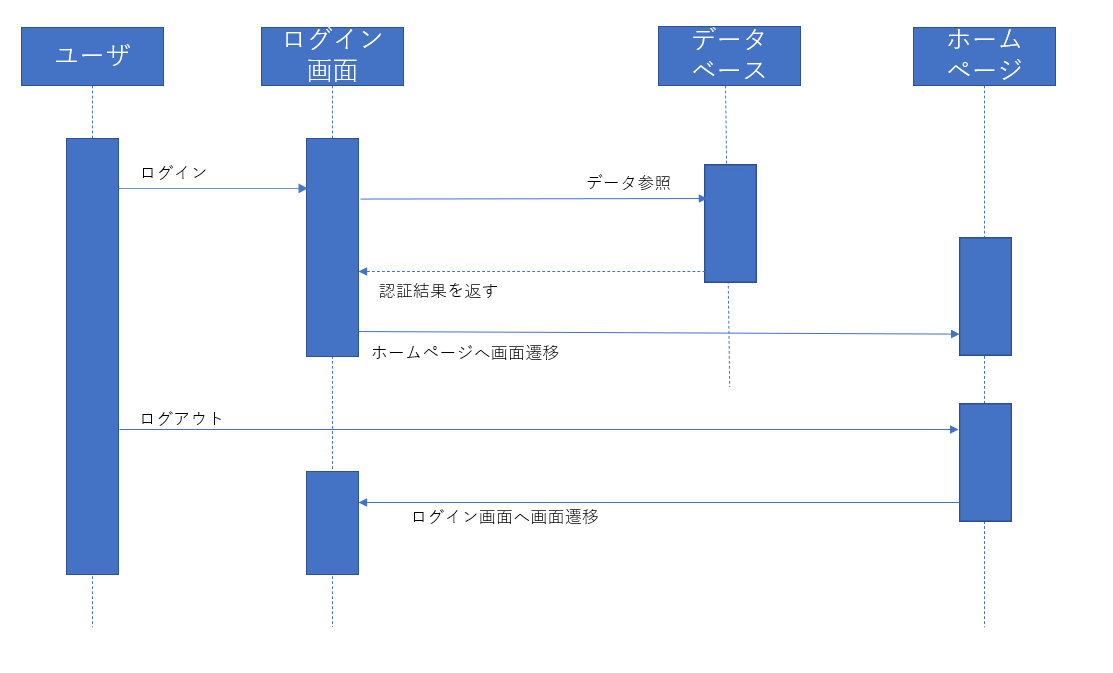 ユーザ
ログイン
画面
データ
ベース
ホーム
ページ
ログイン
データ参照
認証結果を返す
ホームページへ画面遷移
ログアウト
ログイン画面へ画面遷移